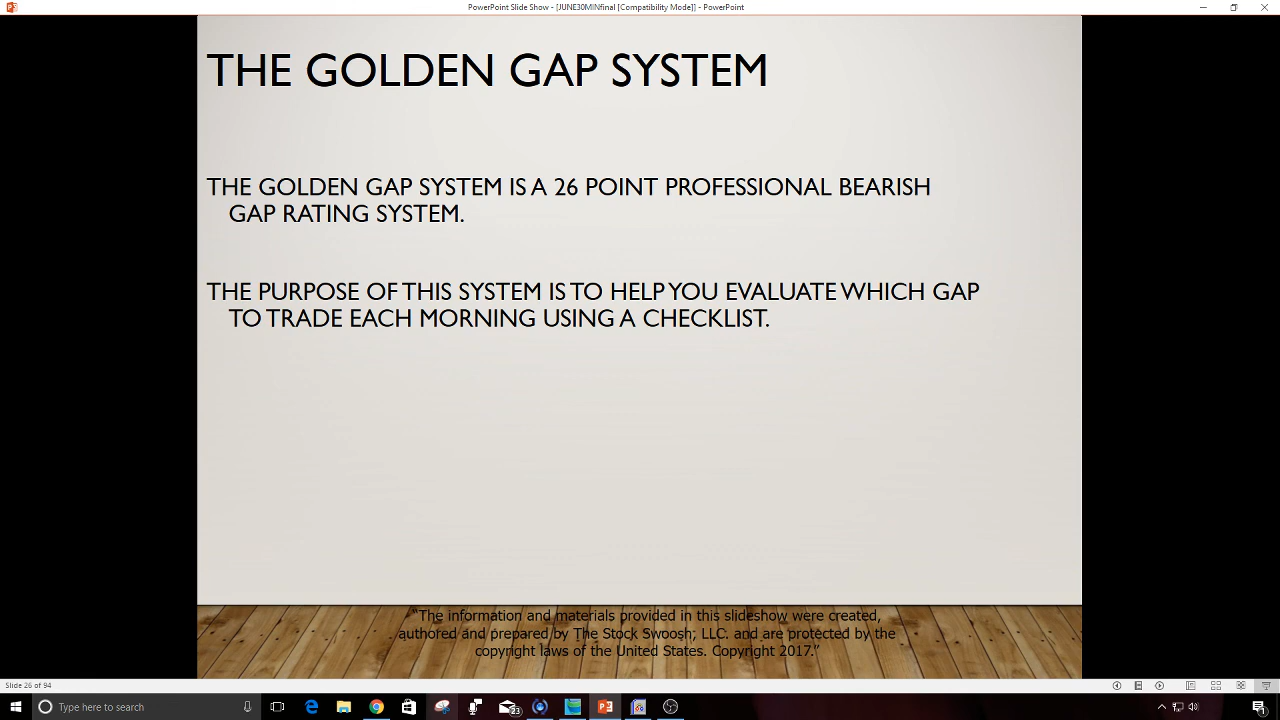 PowerPoint Slide Show - [JUNE30MINfinal [Compatibility Mode]] - PowerPoint
THE GOLDEN GAP SYSTEM
THE GOLDEN GAP SYSTEM IS A 26 POINT PROFESSIONAL BEARISH
GAP RATING SYSTEM.
THE PURPOSE OF THIS SYSTEM IS TO HELP YOU EVALUATE WHICH GAP
TO TRADE EACH MORNING USING A CHECKLIST.
"The information and materials provided in this slideshow were created,
authored and prepared by The Stock Swoosh, LLC. and are protected by the
copyright laws of the United States. Copyright 2017."
Slide 26 of 94
Type here to search
23
1